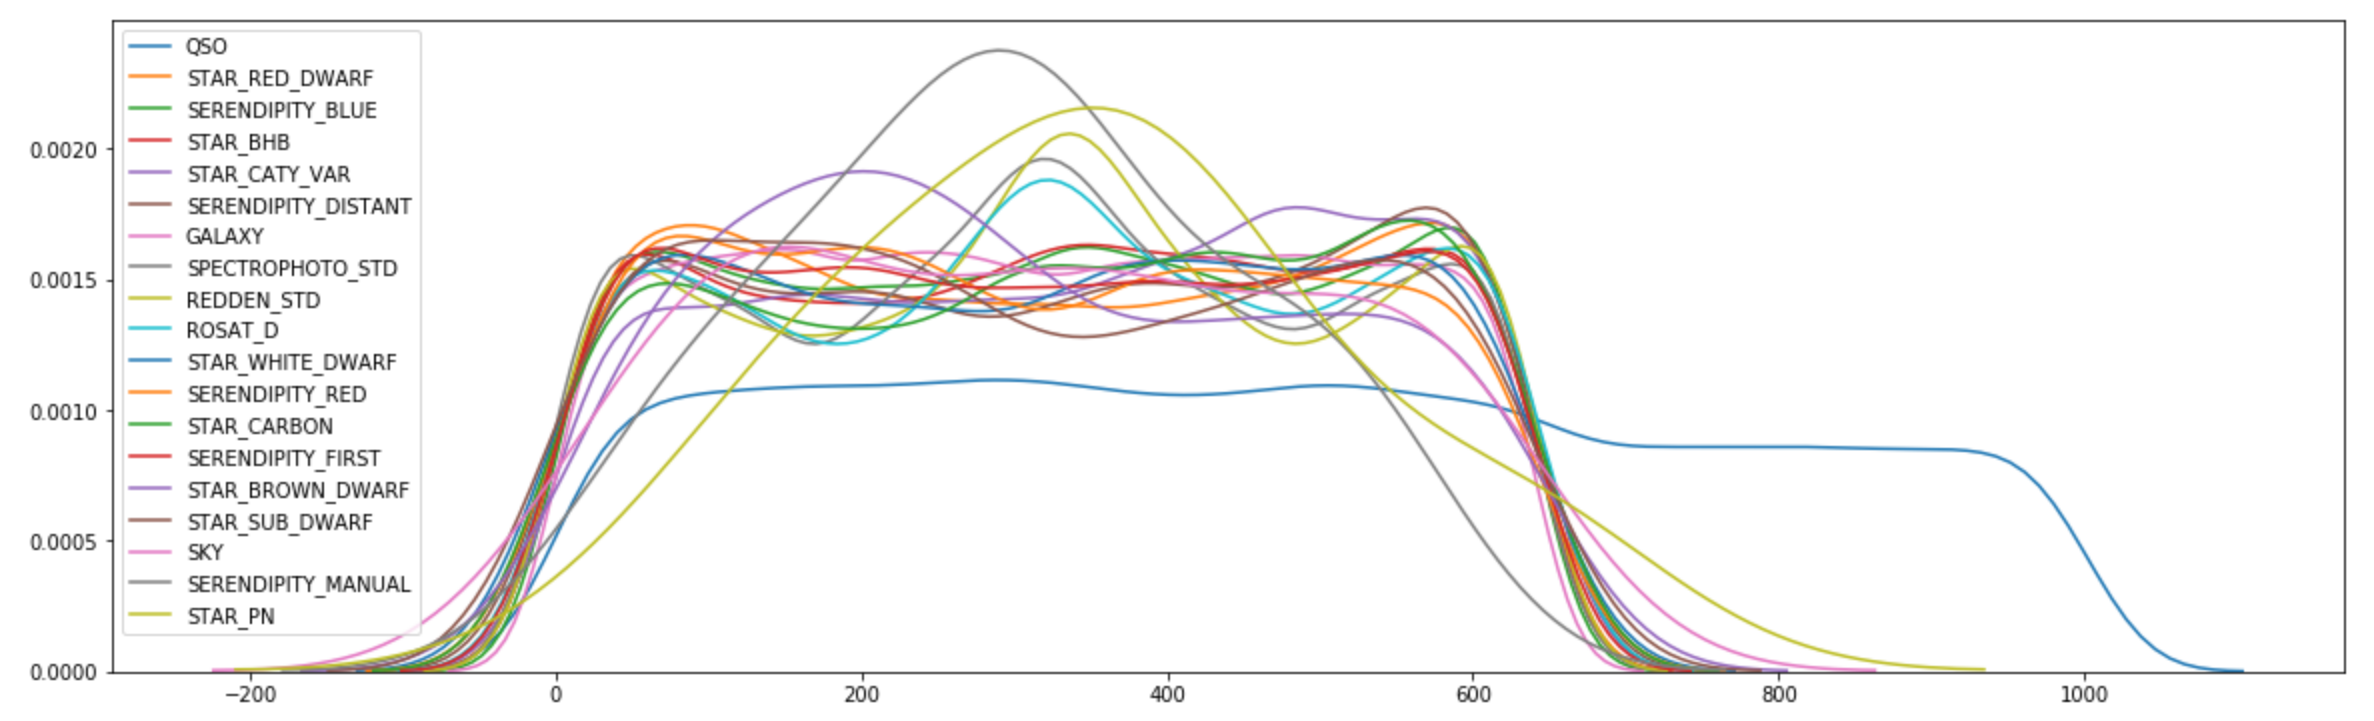 QSO
STAR_RED_DWARF
SERENDIPITY_BLUE
STAR_BHB
STAR_CATY_VAR
SERENDIPITY_DISTANT
GALAXY
SPECTROPHOTO_STD
REDDEN_STD
ROSAT_D
STAR_WHITE_DWARF
SERENDIPITY_RED
STAR_CARBON
SERENDIPITY_FIRST
STAR_BROWN_DWARF
STAR_SUB_DWARF
SKY
SERENDIPITY_MANUAL
STAR_PN
0.0020
0.0015
0.0010
0.0005
0.0000
−200 0 200 400 600 800 1000